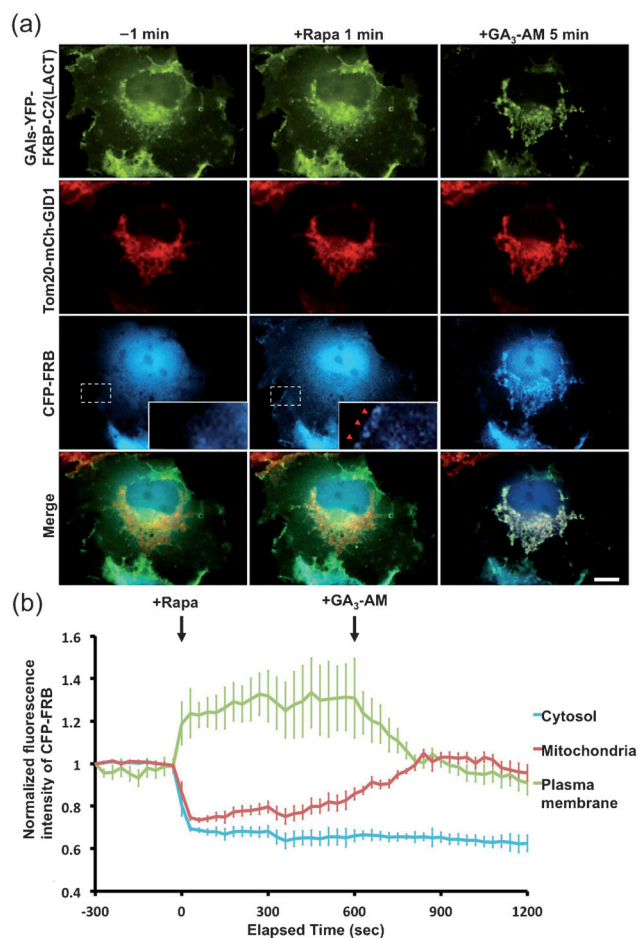 (a)
−1 min
+Rapa 1 min
+GA3-AM 5 min
GAIs-YFP-
FKBP-C2(LACT)
Tom20-mCh-GID1
CFP-FRB
Merge
(b)
+Rapa
+GA3-AM
Normalized fluorescence
intensity of CFP-FRB
1.6
1.4
1.2
1
0.8
0.6
0.4
-300
0
300
600
900
1200
Elapsed Time (sec)
Cytosol
Mitochondria
Plasma
membrane